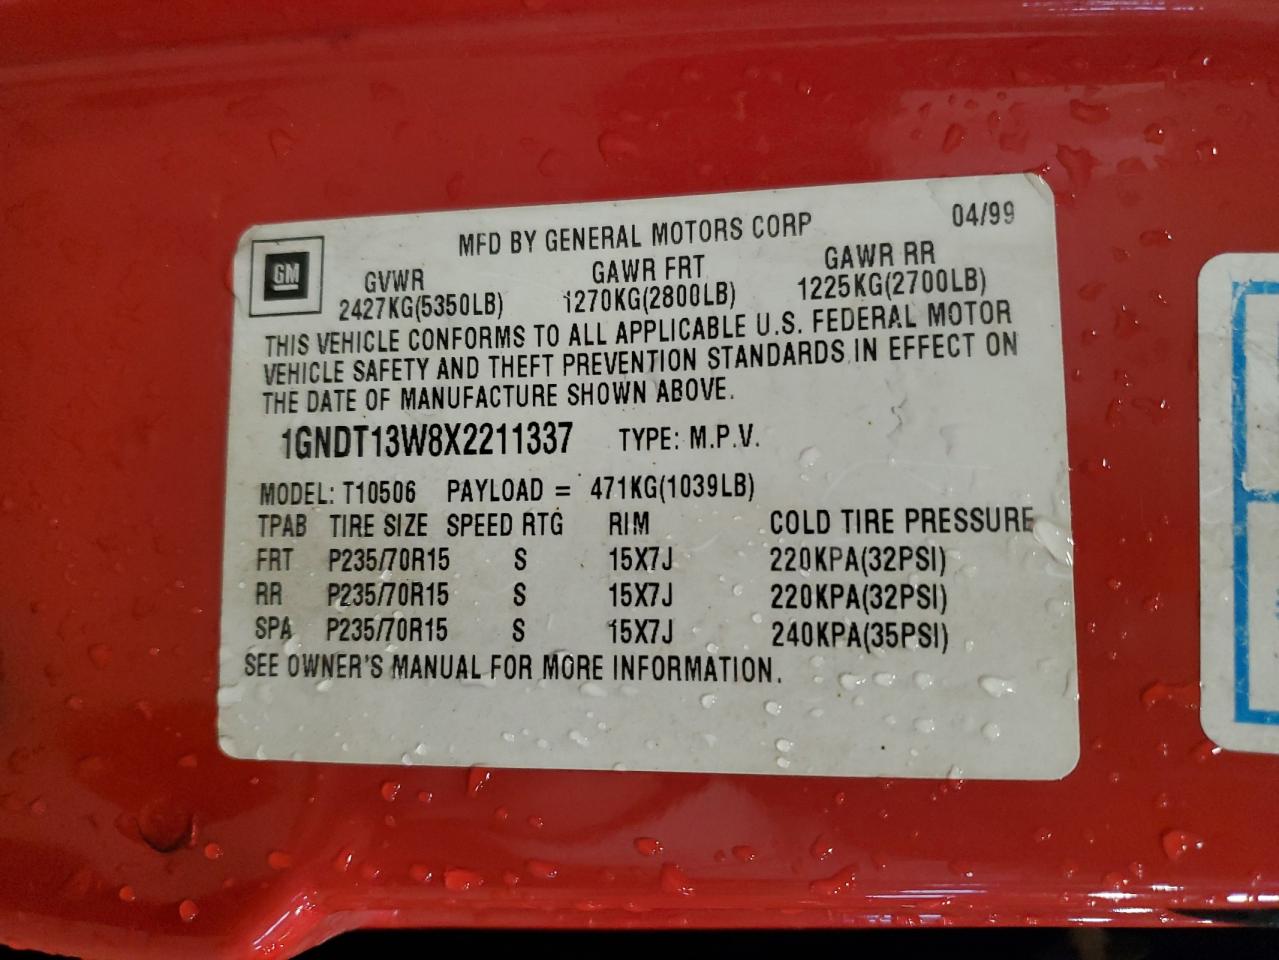 GM
MFD BY GENERAL MOTORS CORP 04/99
GVWR GAWR FRT GAWR RR
2427KG(5350LB) 1270KG(2800LB) 1225KG(2700LB)
THIS VEHICLE CONFORMS TO ALL APPLICABLE U.S. FEDERAL MOTOR
VEHICLE SAFETY AND THEFT PREVENTION STANDARDS IN EFFECT ON
THE DATE OF MANUFACTURE SHOWN ABOVE.
1GNDT13W8X2211337 TYPE: M.P.V.
MODEL: T10506 PAYLOAD = 471KG(1039LB)
TPAB TIRE SIZE SPEED RTG RIM COLD TIRE PRESSURE
FRT P235/70R15 S 15X7J 220KPA(32PSI)
RR P235/70R15 S 15X7J 220KPA(32PSI)
SPA P235/70R15 S 15X7J 240KPA(35PSI)
SEE OWNER'S MANUAL FOR MORE INFORMATION.